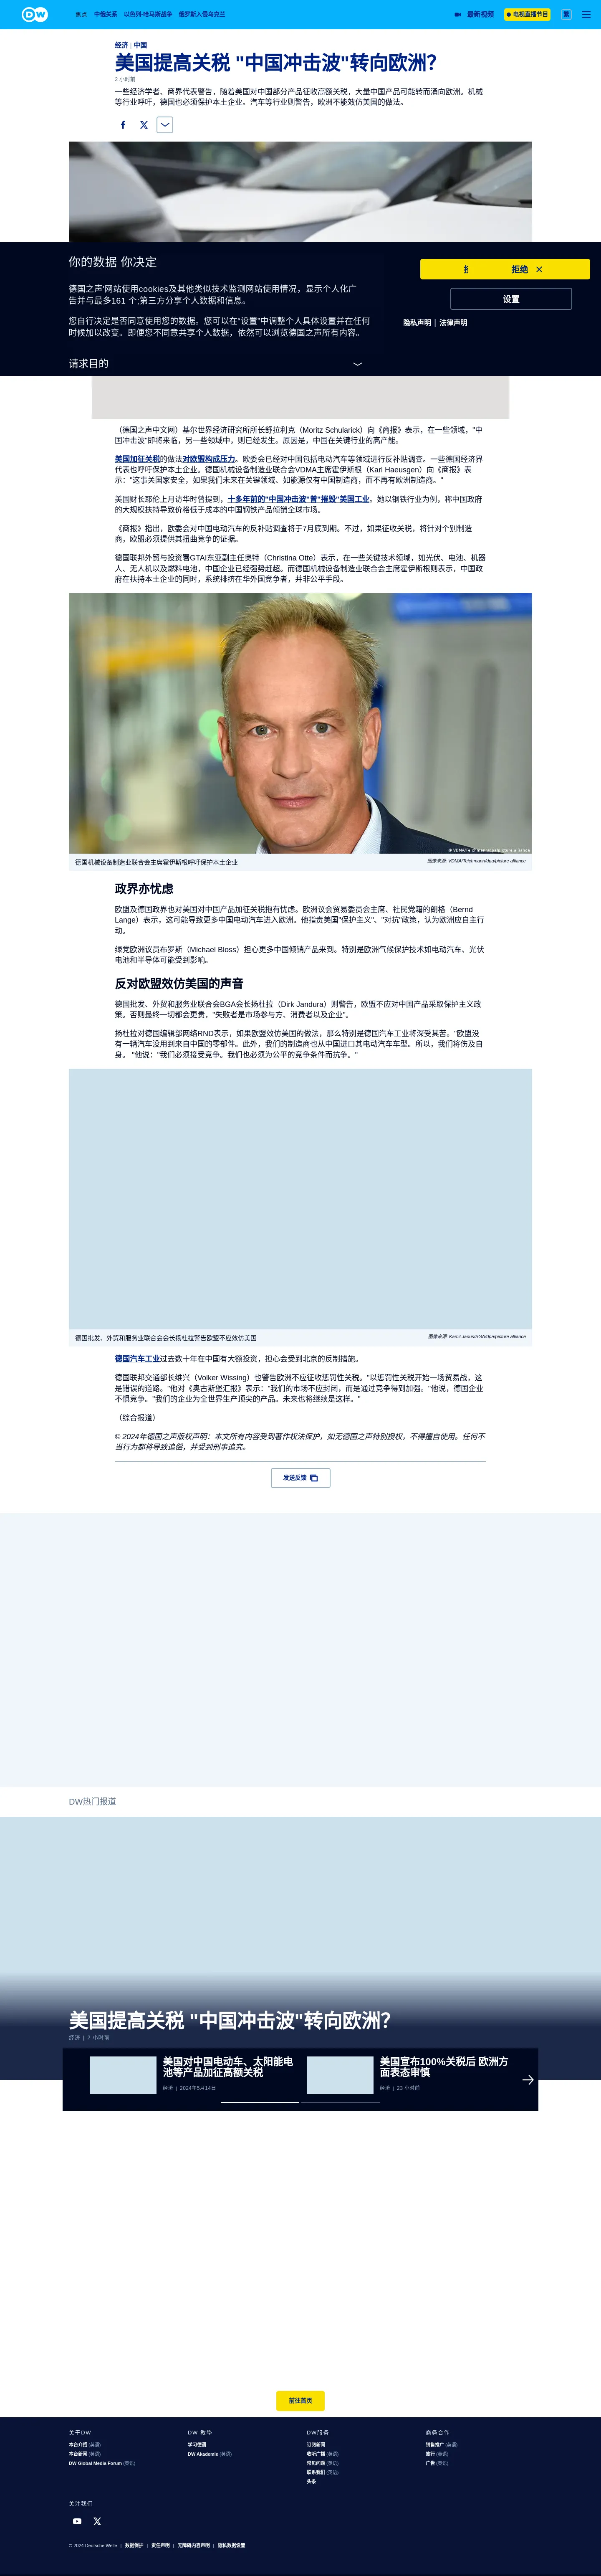 DW
焦点 中俄关系 以色列-哈马斯战争 俄罗斯入侵乌克兰
最新视频 电视直播节目 繁
经济 | 中国
美国提高关税 "中国冲击波"转向欧洲？
2 小时前
一些经济学者、商界代表警告，随着美国对中国部分产品征收高额关税，大量中国产品可能转而涌向欧洲。机械
等行业呼吁，德国也必须保护本土企业。汽车等行业则警告，欧洲不能效仿美国的做法。
你的数据 你决定
德国之声'网站使用cookies及其他类似技术监测网站使用情况，显示个人化广
告并与最多161 个;第三方分享个人数据和信息。
您自行决定是否同意使用您的数据。您可以在“设置”中调整个人具体设置并在任何
时候加以改变。即便您不同意共享个人数据，依然可以浏览德国之声所有内容。
请求目的
拒绝
设置
隐私声明 | 法律声明
（德国之声中文网）基尔世界经济研究所所长舒拉利克（Moritz Schularick）向《商报》表示，在一些领域，"中
国冲击波"即将来临，另一些领域中，则已经发生。原因是，中国在关键行业的高产能。
美国加征关税的做法对欧盟构成压力。欧委会已经对中国包括电动汽车等领域进行反补贴调查。一些德国经济界
代表也呼吁保护本土企业。德国机械设备制造业联合会VDMA主席霍伊斯根（Karl Haeusgen）向《商报》表
示："这事关国家安全，如果我们未来在关键领域、如能源仅有中国制造商，而不再有欧洲制造商。"
美国财长耶伦上月访华时曾提到，十多年前的"中国冲击波"曾"摧毁"美国工业。她以钢铁行业为例，称中国政府
的大规模扶持导致价格低于成本的中国钢铁产品倾销全球市场。
《商报》指出，欧委会对中国电动汽车的反补贴调查将于7月底到期。不过，如果征收关税，将针对个别制造
商，欧盟必须提供其扭曲竞争的证据。
德国联邦外贸与投资署GTAI东亚副主任奥特（Christina Otte）表示，在一些关键技术领域，如光伏、电池、机器
人、无人机以及燃料电池，中国企业已经强势赶超。而德国机械设备制造业联合会主席霍伊斯根则表示，中国政
府在扶持本土企业的同时，系统排挤在华外国竞争者，并非公平手段。
© VDMA/Teichmann/dpa/picture alliance
德国机械设备制造业联合会主席霍伊斯根呼吁保护本土企业
图像来源: VDMA/Teichmann/dpa/picture alliance
政界亦忧虑
欧盟及德国政界也对美国对中国产品加征关税抱有忧虑。欧洲议会贸易委员会主席、社民党籍的朗格（Bernd
Lange）表示，这可能导致更多中国电动汽车进入欧洲。他指责美国"保护主义"、"对抗"政策，认为欧洲应自主行
动。
绿党欧洲议员布罗斯（Michael Bloss）担心更多中国倾销产品来到。特别是欧洲气候保护技术如电动汽车、光伏
电池和半导体可能受到影响。
反对欧盟效仿美国的声音
德国批发、外贸和服务业联合会BGA会长扬杜拉（Dirk Jandura）则警告，欧盟不应对中国产品采取保护主义政
策。否则最终一切都会更贵，"失败者是市场参与方、消费者以及企业"。
扬杜拉对德国编辑部网络RND表示，如果欧盟效仿美国的做法，那么特别是德国汽车工业将深受其苦。"欧盟没
有一辆汽车没用到来自中国的零部件。此外，我们的制造商也从中国进口其电动汽车车型。所以，我们将伤及自
身。 "他说："我们必须接受竞争。我们也必须为公平的竞争条件而抗争。"
德国批发、外贸和服务业联合会会长扬杜拉警告欧盟不应效仿美国
图像来源: Kamil Janus/BGA/dpa/picture alliance
德国汽车工业过去数十年在中国有大额投资，担心会受到北京的反制措施。
德国联邦交通部长维兴（Volker Wissing）也警告欧洲不应征收惩罚性关税。"以惩罚性关税开始一场贸易战，这
是错误的道路。"他对《奥古斯堡汇报》表示："我们的市场不应封闭，而是通过竞争得到加强。"他说，德国企业
不惧竞争。"我们的企业为全世界生产顶尖的产品。未来也将继续是这样。"
（综合报道）
© 2024年德国之声版权声明：本文所有内容受到著作权法保护，如无德国之声特别授权，不得擅自使用。任何不
当行为都将导致追偿，并受到刑事追究。
发送反馈
DW热门报道
美国提高关税 "中国冲击波"转向欧洲？
经济 | 2 小时前
美国对中国电动车、太阳能电
池等产品加征高额关税
经济 | 2024年5月14日
美国宣布100%关税后 欧洲方
面表态审慎
经济 | 23 小时前
前往首页
关于DW
本台介绍 (英语)
本台新闻 (英语)
DW Global Media Forum (英语)
DW 教学
学习德语
DW Akademie (英语)
DW服务
订阅新闻
收听广播 (英语)
常见问题 (英语)
联系我们 (英语)
头条
商务合作
销售推广 (英语)
旅行 (英语)
广告 (英语)
关注我们
© 2024 Deutsche Welle | 数据保护 | 责任声明 | 无障碍内容声明 | 隐私数据设置